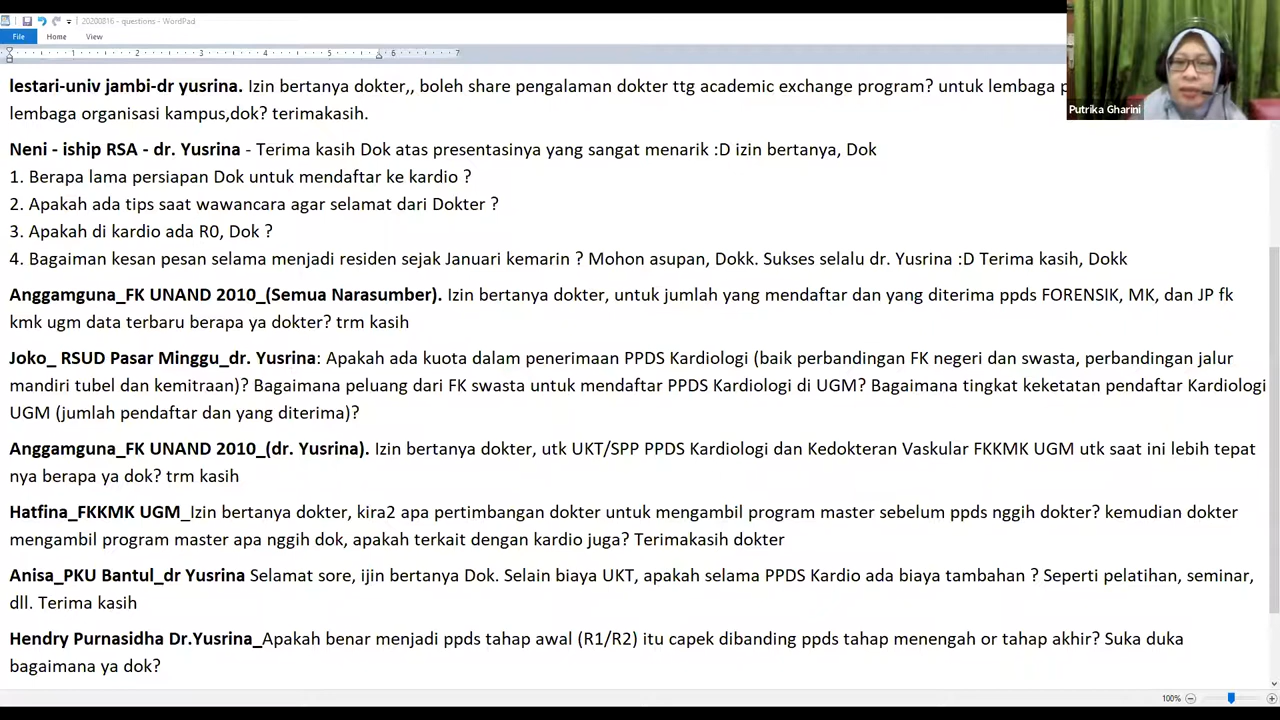 20200816 - questions - WordPad
File Home View
1 2 3 4 5 6 7
lestari-univ jambi-dr yusrina. Izin bertanya dokter,, boleh share pengalaman dokter ttg academic exchange program? untuk lembaga p
lembaga organisasi kampus,dok? terimakasih.
Putrika Gharini
Neni - iship RSA - dr. Yusrina - Terima kasih Dok atas presentasinya yang sangat menarik :D izin bertanya, Dok
1. Berapa lama persiapan Dok untuk mendaftar ke kardio ?
2. Apakah ada tips saat wawancara agar selamat dari Dokter ?
3. Apakah di kardio ada R0, Dok ?
4. Bagaiman kesan pesan selama menjadi residen sejak Januari kemarin ? Mohon asupan, Dokk. Sukses selalu dr. Yusrina :D Terima kasih, Dokk
Anggamguna_FK UNAND 2010_(Semua Narasumber). Izin bertanya dokter, untuk jumlah yang mendaftar dan yang diterima ppds FORENSIK, MK, dan JP fk
kmk ugm data terbaru berapa ya dokter? trm kasih
Joko_ RSUD Pasar Minggu_dr. Yusrina: Apakah ada kuota dalam penerimaan PPDS Kardiologi (baik perbandingan FK negeri dan swasta, perbandingan jalur
mandiri tubel dan kemitraan)? Bagaimana peluang dari FK swasta untuk mendaftar PPDS Kardiologi di UGM? Bagaimana tingkat keketatan pendaftar Kardiologi
UGM (jumlah pendaftar dan yang diterima)?
Anggamguna_FK UNAND 2010_(dr. Yusrina). Izin bertanya dokter, utk UKT/SPP PPDS Kardiologi dan Kedokteran Vaskular FKKMK UGM utk saat ini lebih tepat
nya berapa ya dok? trm kasih
Hatfina_FKKMK UGM_Izin bertanya dokter, kira2 apa pertimbangan dokter untuk mengambil program master sebelum ppds nggih dokter? kemudian dokter
mengambil program master apa nggih dok, apakah terkait dengan kardio juga? Terimakasih dokter
Anisa_PKU Bantul_dr Yusrina Selamat sore, ijin bertanya Dok. Selain biaya UKT, apakah selama PPDS Kardio ada biaya tambahan ? Seperti pelatihan, seminar,
dll. Terima kasih
Hendry Purnasidha Dr.Yusrina_Apakah benar menjadi ppds tahap awal (R1/R2) itu capek dibanding ppds tahap menengah or tahap akhir? Suka duka
bagaimana ya dok?
100%